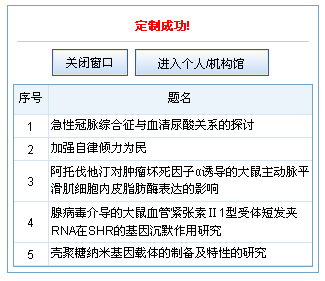 定制成功!
关闭窗口 进入个人/机构馆
序号 题名
1 急性冠脉综合征与血清尿酸关系的探讨
2 加强自律倾力为民
3 阿托伐他汀对肿瘤坏死因子α诱导的大鼠主动脉平
滑肌细胞内皮脂肪酶表达的影响
4 腺病毒介导的大鼠血管紧张素Ⅱ1型受体短发夹
RNA在SHR的基因沉默作用研究
5 壳聚糖纳米基因载体的制备及特性的研究